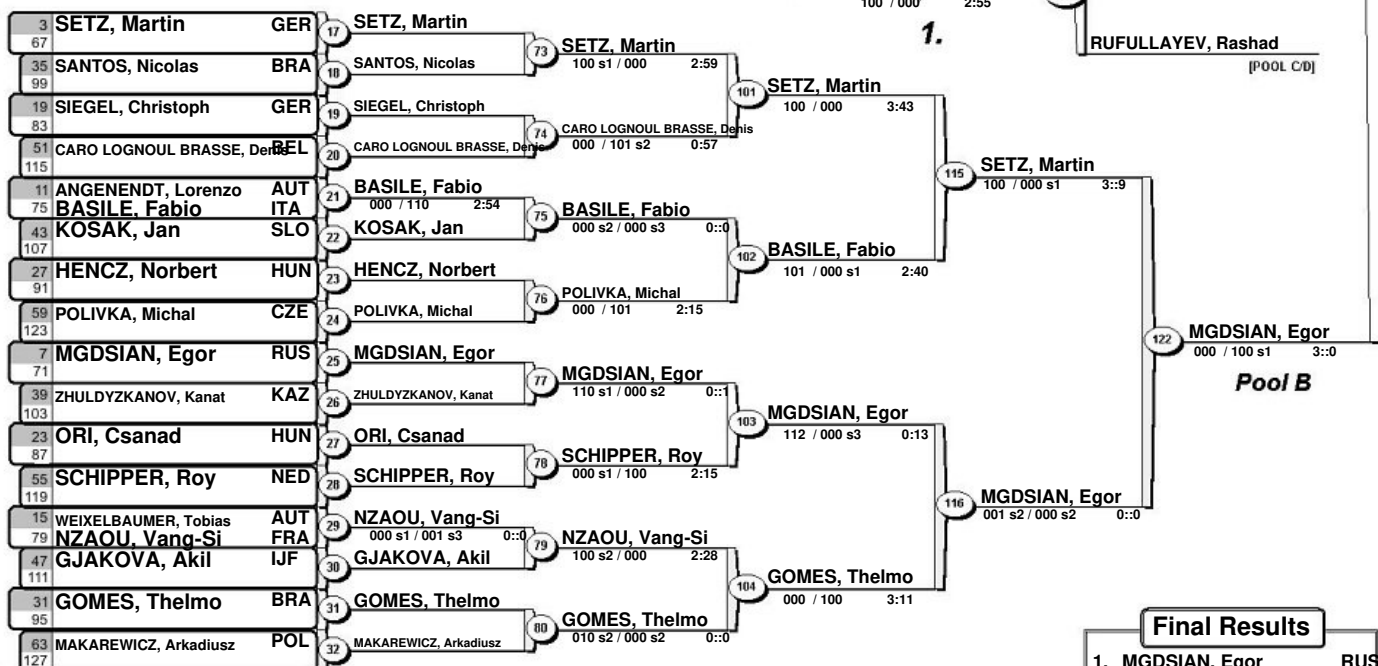 100 / 000 2:55
1.
RUFULLAYEV, Rashad
[POOL C/D]
3 SETZ, Martin GER
67
35 SANTOS, Nicolas BRA
99
19 SIEGEL, Christoph GER
83
51 CARO LOGNOUL BRASSE, Denis BEL
115
11 ANGENENDT, Lorenzo AUT
75 BASILE, Fabio ITA
43 KOSAK, Jan SLO
107
27 HENCZ, Norbert HUN
91
59 POLIVKA, Michal CZE
123
7 MGDSIAN, Egor RUS
71
39 ZHULDYZKANOV, Kanat KAZ
103
23 ORI, Csanad HUN
87
55 SCHIPPER, Roy NED
119
15 WEIXELBAUMER, Tobias AUT
79 NZAOU, Vang-Si FRA
47 GJAKOVA, Akil IJF
111
31 GOMES, Thelmo BRA
95
63 MAKAREWICZ, Arkadiusz POL
127
17 SETZ, Martin
18 SANTOS, Nicolas
19 SIEGEL, Christoph
20 CARO LOGNOUL BRASSE, Denis
21 BASILE, Fabio
000 / 110 2:54
22 KOSAK, Jan
23 HENCZ, Norbert
24 POLIVKA, Michal
25 MGDSIAN, Egor
26 ZHULDYZKANOV, Kanat
27 ORI, Csanad
28 SCHIPPER, Roy
29 NZAOU, Vang-Si
000 s1 / 001 s3 0::0
30 GJAKOVA, Akil
31 GOMES, Thelmo
32 MAKAREWICZ, Arkadiusz
73 SETZ, Martin
100 s1 / 000 2:59
74 CARO LOGNOUL BRASSE, Denis
000 / 101 s2 0:57
75 BASILE, Fabio
000 s2 / 000 s3 0::0
76 POLIVKA, Michal
000 / 101 2:15
77 MGDSIAN, Egor
110 s1 / 000 s2 0::1
78 SCHIPPER, Roy
000 s1 / 100 2:15
79 NZAOU, Vang-Si
100 s2 / 000 2:28
80 GOMES, Thelmo
010 s2 / 000 s2 0::0
101 SETZ, Martin
100 / 000 3:43
102 BASILE, Fabio
101 / 000 s1 2:40
103 MGDSIAN, Egor
112 / 000 s3 0:13
104 GOMES, Thelmo
000 / 100 3:11
115 SETZ, Martin
100 / 000 s1 3::9
116 MGDSIAN, Egor
001 s2 / 000 s2 0::0
122 MGDSIAN, Egor
000 / 100 s1 3::0
Pool B
Final Results
1. MGDSIAN, Egor RUS